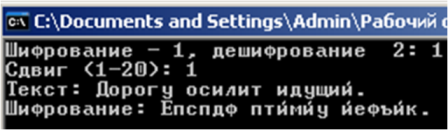 C:\Documents and Settings\Admin\Рабочий
Шифрование - 1, дешифрование 2: 1
Сдвиг (1-20): 1
Текст: Дорогу осилит идущий.
Шифрование: Епспдф птймйу йефъйк.